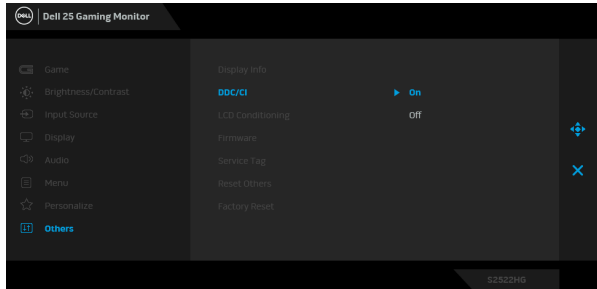 DELL Dell 25 Gaming Monitor
Game
Brightness/Contrast
Input Source
Display
Audio
Menu
Personalize
Others
Display Info
DDC/CI On
LCD Conditioning Off
Firmware
Service Tag
Reset Others
Factory Reset
S2522HG